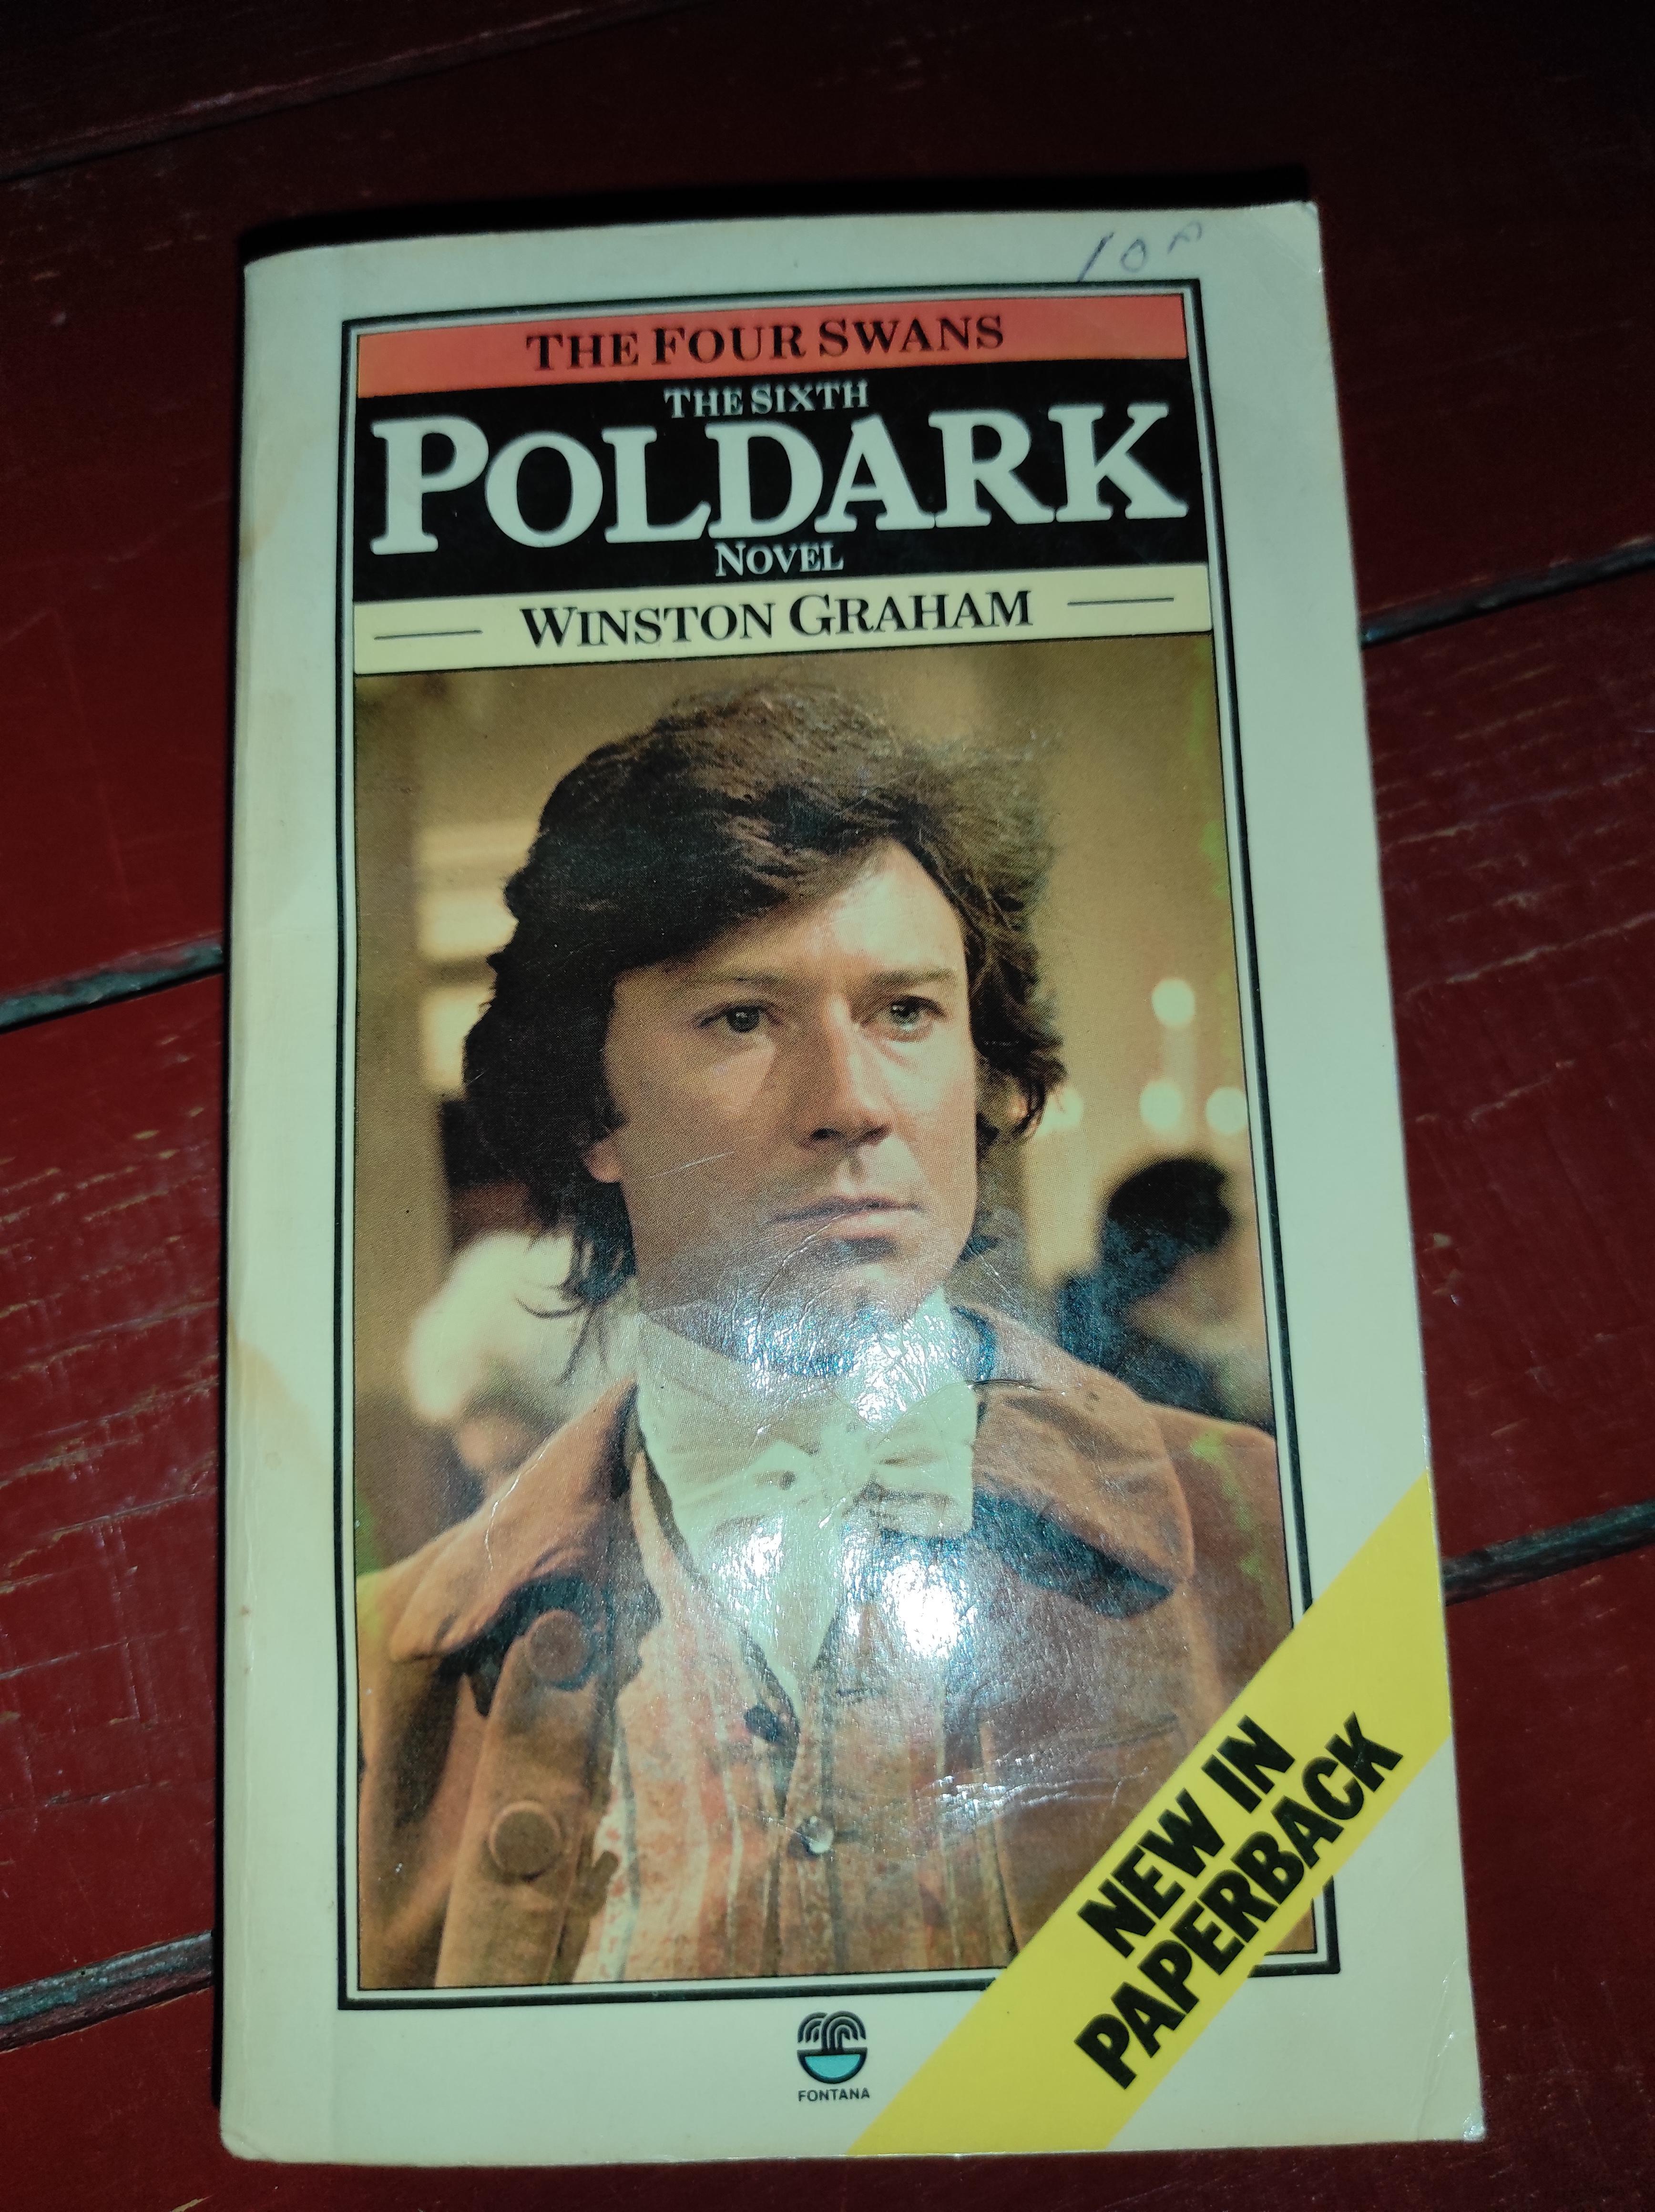 10p
THE FOUR SWANS
THE SIXTH
POLDARK
NOVEL
WINSTON GRAHAM
NEW IN
PAPERBACK
FONTANA